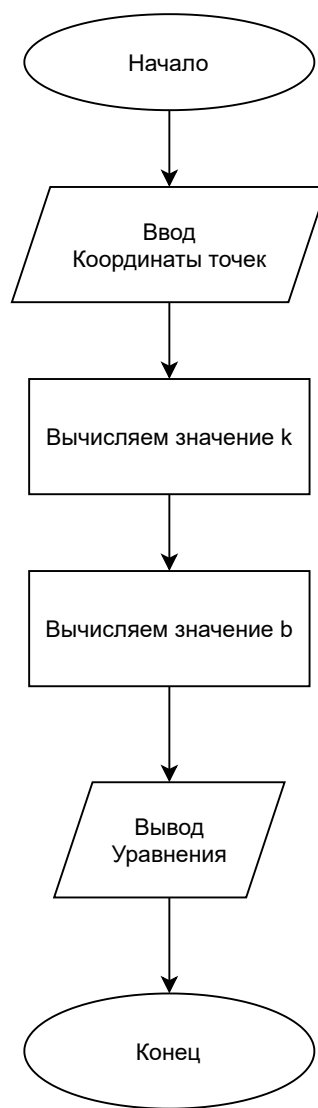 Начало
Ввод
Координаты точек
Вычисляем значение k
Вычисляем значение b
Вывод
Уравнения
Конец